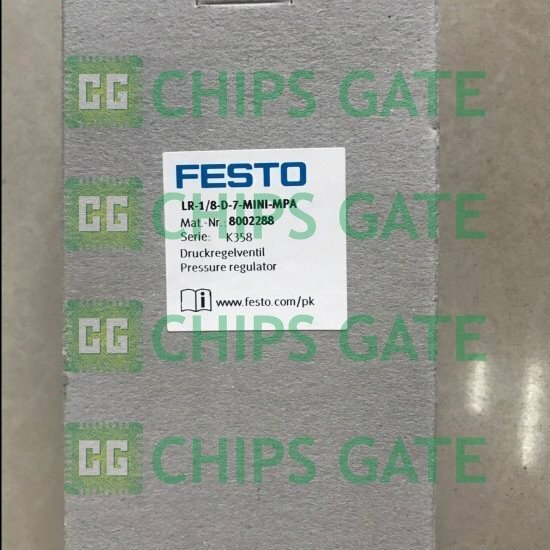 CG CHIPS GATE
FESTO
LR-1/8-D-7-MINI-MPA
Mat.-Nr.: 8002288
Serie: K358
Druckregelventil
Pressure regulator
i www.festo.com/pk
CG CHIPS GATE
CG CHIPS GATE
CG CHIPS GATE